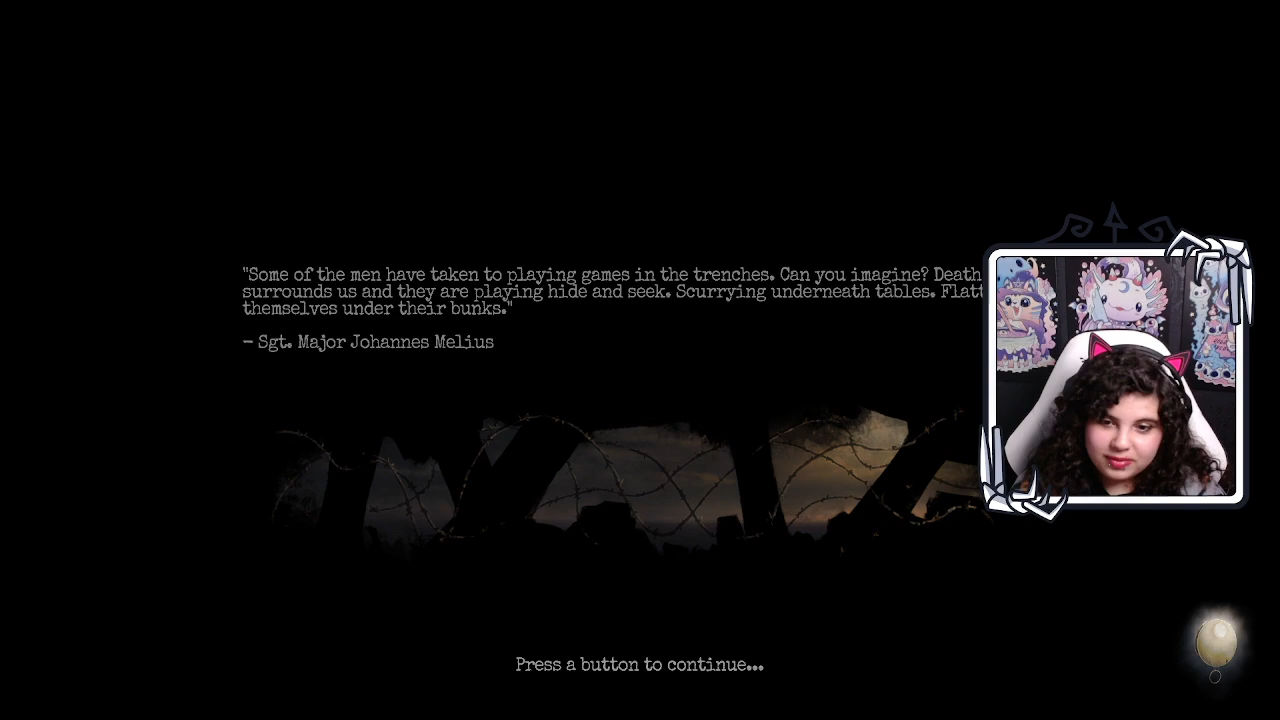 "Some of the men have taken to playing games in the trenches. Can you imagine? Death
surrounds us and they are playing hide and seek. Scurrying underneath tables.
themselves under their bunks."
- Sgt. Major Johannes Melius
Press a button to continue...